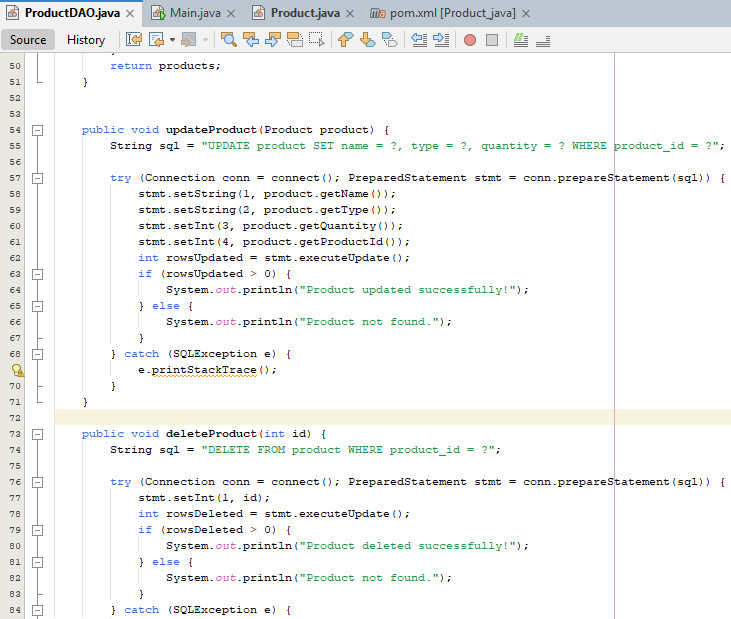 ProductDAO.java Main.java Product.java pom.xml [Product_java]
Source History
50 return products;
51 }
52
53
54 public void updateProduct(Product product) {
55 String sql = "UPDATE product SET name = ?, type = ?, quantity = ? WHERE product_id = ?";
56
57 try (Connection conn = connect(); PreparedStatement stmt = conn.prepareStatement(sql)) {
58 stmt.setString(1, product.getName());
59 stmt.setString(2, product.getType());
60 stmt.setInt(3, product.getQuantity());
61 stmt.setInt(4, product.getProductId());
62 int rowsUpdated = stmt.executeUpdate();
63 if (rowsUpdated > 0) {
64 System.out.println("Product updated successfully!");
65 } else {
66 System.out.println("Product not found.");
67 }
68 } catch (SQLException e) {
e.printStackTrace();
70 }
71 }
72
73 public void deleteProduct(int id) {
74 String sql = "DELETE FROM product WHERE product_id = ?";
75
76 try (Connection conn = connect(); PreparedStatement stmt = conn.prepareStatement(sql)) {
77 stmt.setInt(1, id);
78 int rowsDeleted = stmt.executeUpdate();
79 if (rowsDeleted > 0) {
80 System.out.println("Product deleted successfully!");
81 } else {
82 System.out.println("Product not found.");
83 }
84 } catch (SQLException e) {